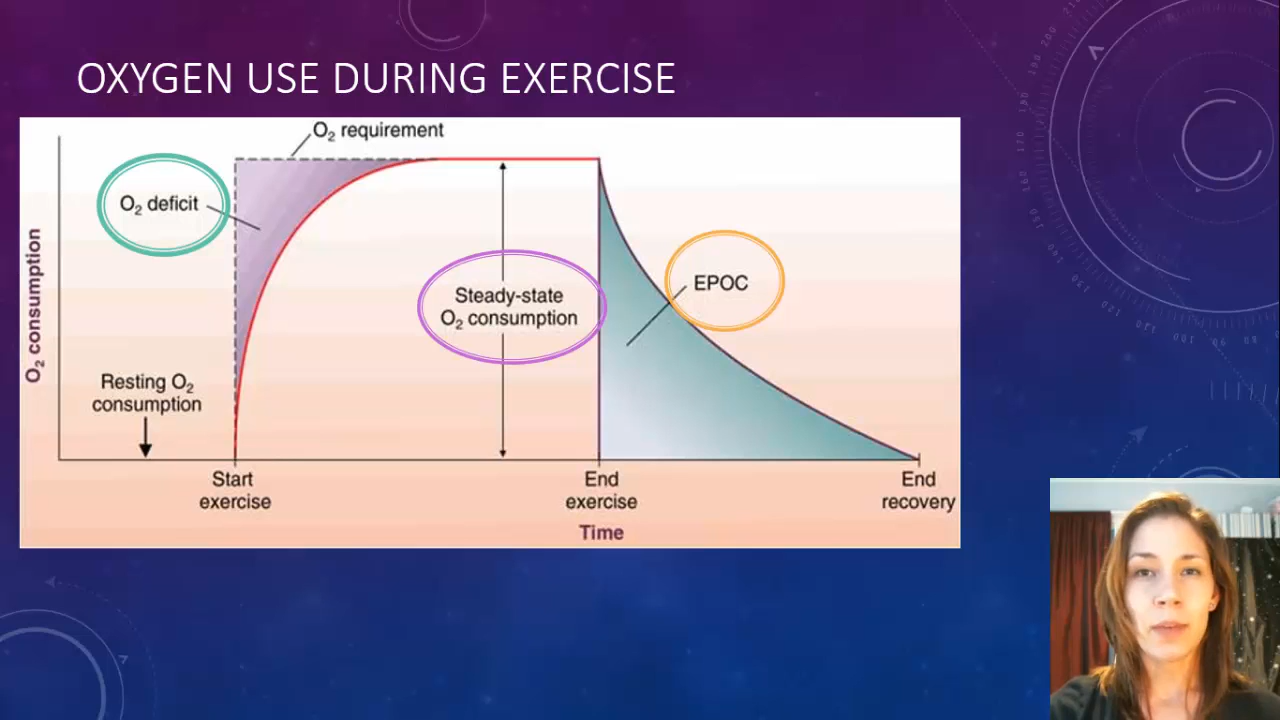 OXYGEN USE DURING EXERCISE
O₂ requirement
O₂ deficit
O₂ consumption
Steady-state
O₂ consumption
EPOC
Resting O₂
consumption
Start
exercise
End
exercise
End
recovery
Time